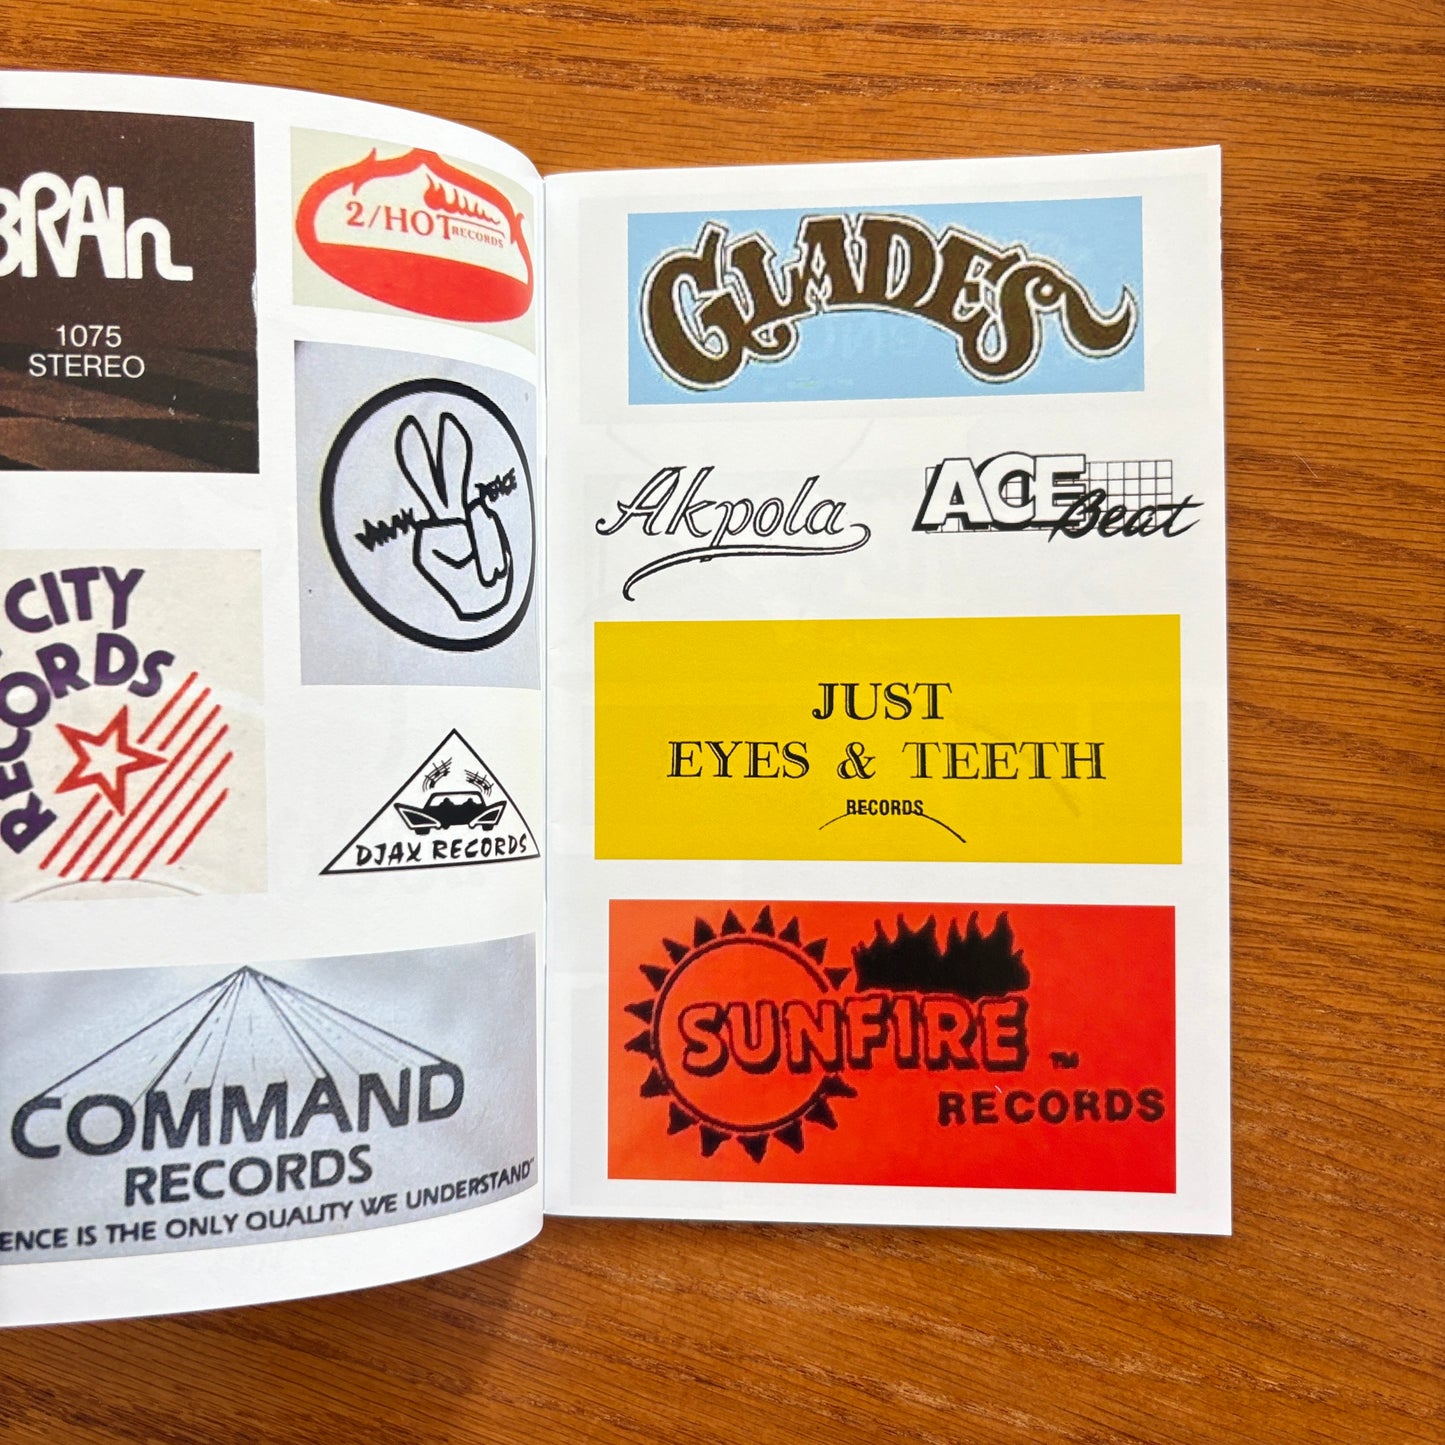 BRAIN
1075
STEREO
2/HOT
RECORDS
PEACE
CITY
RECORDS
DJAX RECORDS
COMMAND
RECORDS
ENCE IS THE ONLY QUALITY WE UNDERSTAND"
GLADES
Akpola
ACE
Beat
JUST
EYES & TEETH
RECORDS
SUNFIRE TM
RECORDS